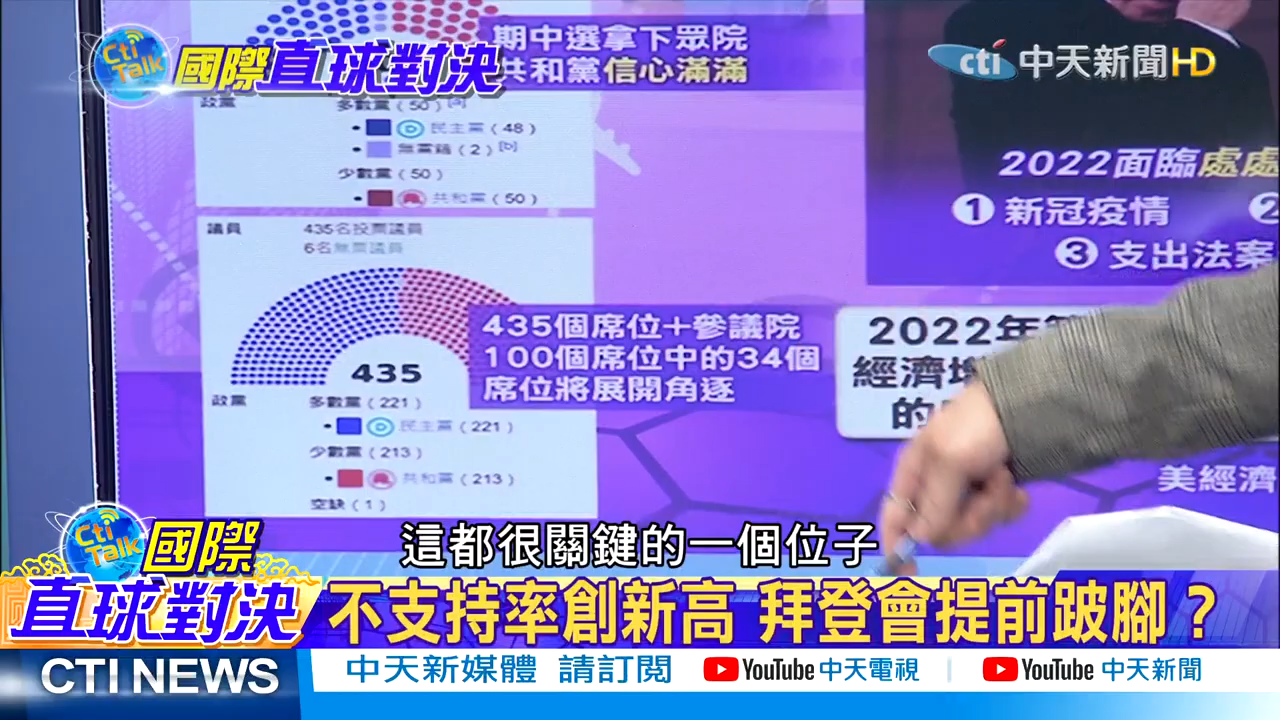 Cti Talk 國際直球對決
cti 中天新聞HD
期中選拿下眾院
共和黨信心滿滿
政黨
多數黨（50）[a]
民主黨（48）
無黨籍（2）[b]
少數黨（50）
共和黨（50）
2022面臨處處
① 新冠疫情
③ 支出法案
議員
435名投票議員
6名無票議員
435
435個席位＋參議院
100個席位中的34個
席位將展開角逐
政黨
多數黨（221）
民主黨（221）
少數黨（213）
共和黨（213）
空缺（1）
2022年
經濟
的
美經濟
這都很關鍵的一個位子
Cti Talk 國際
直球對決
不支持率創新高 拜登會提前跛腳？
CTI NEWS
中天新媒體 請訂閱 YouTube 中天電視 YouTube 中天新聞